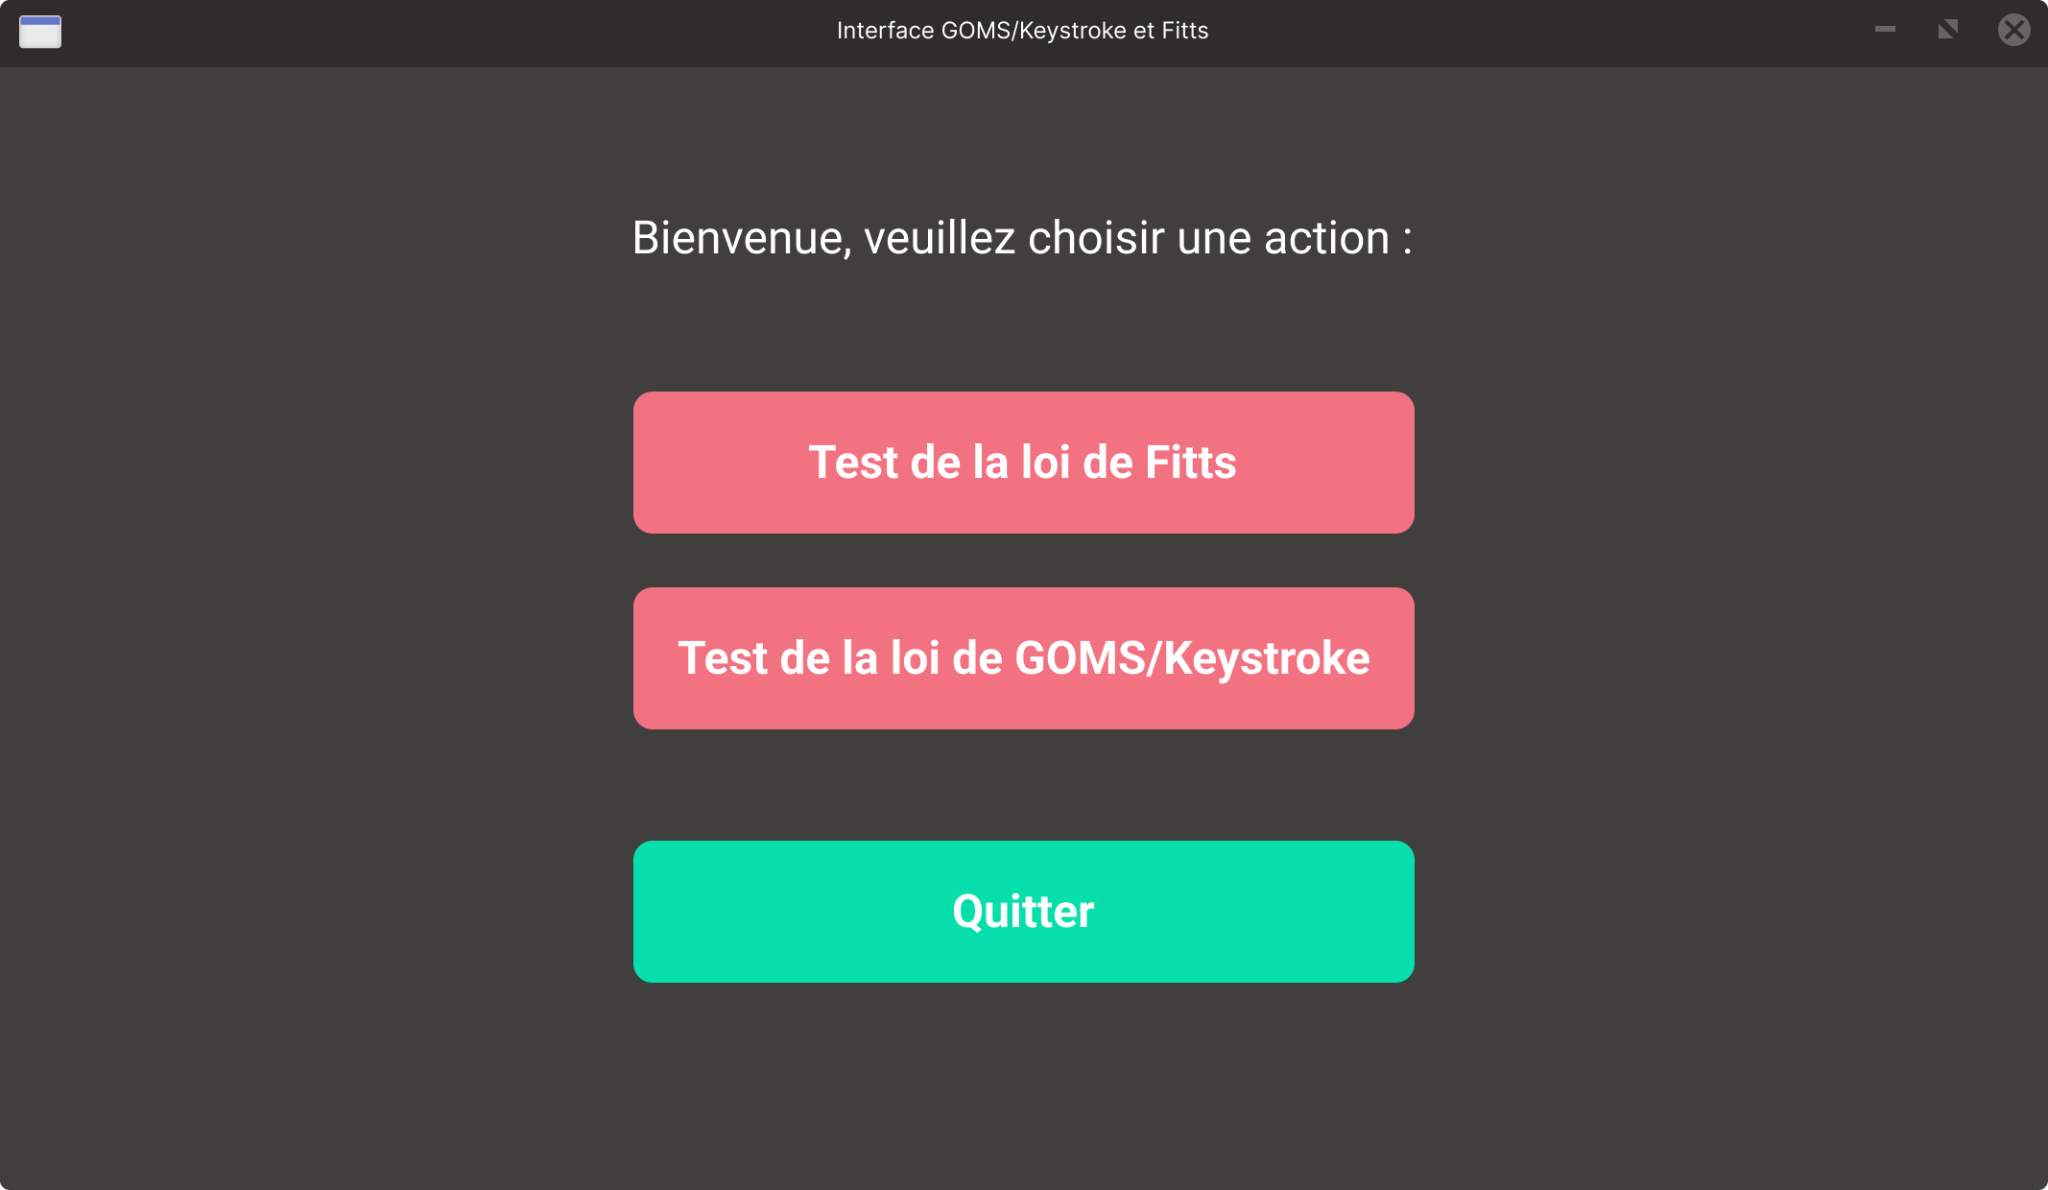 Interface GOMS/Keystroke et Fitts
Bienvenue, veuillez choisir une action :
Test de la loi de Fitts
Test de la loi de GOMS/Keystroke
Quitter